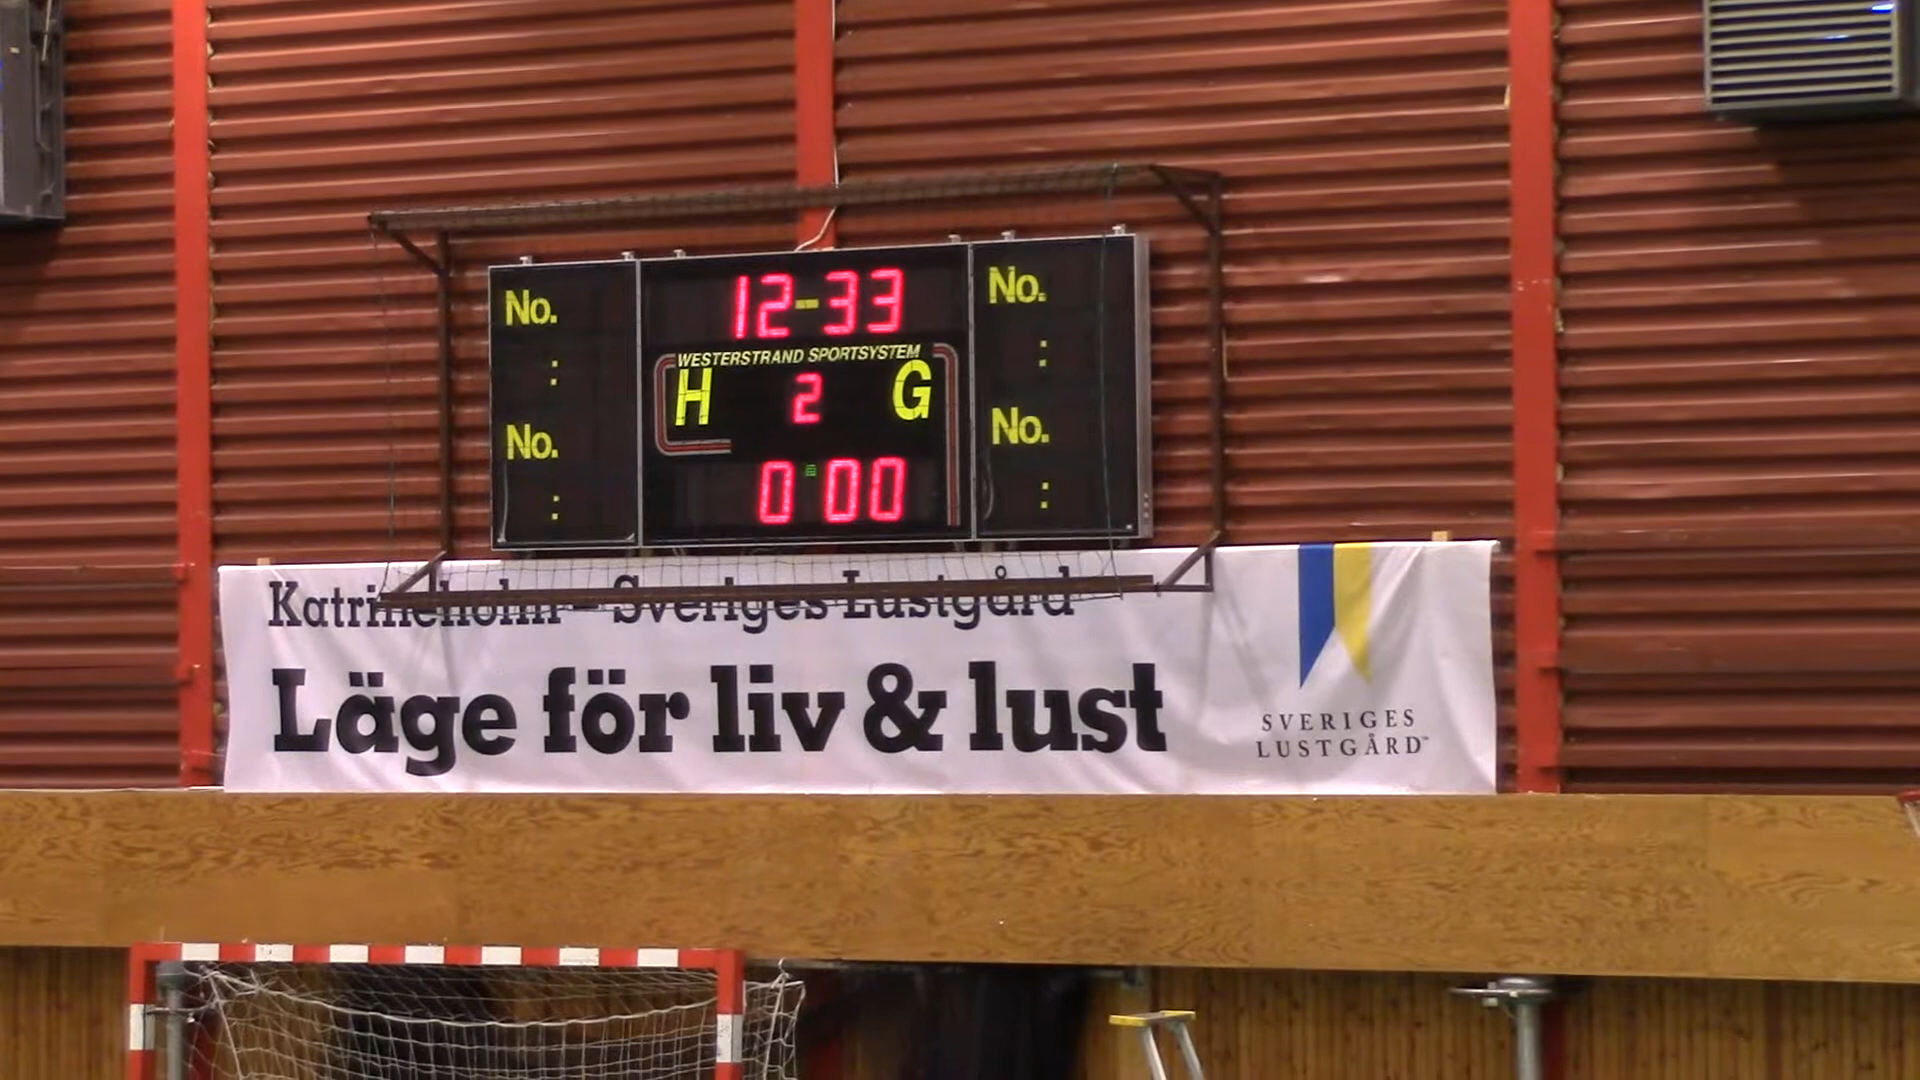 No.
:
No.
:
12-33
WESTERSTRAND SPORTSYSTEM
H 2 G
0:00
No.
:
No.
:
Katrineholm – Sveriges Lustgård
Läge för liv & lust
SVERIGES
LUSTGÅRD™